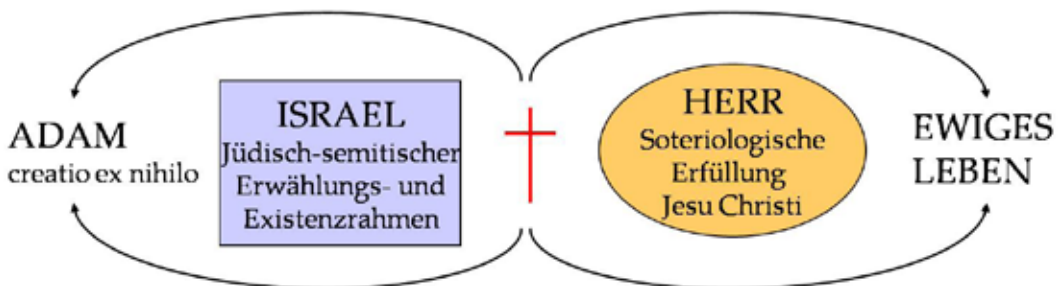 ADAM
creatio ex nihilo
ISRAEL
Jüdisch-semitischer
Erwählungs- und
Existenzrahmen
HERR
Soteriologische
Erfüllung
Jesu Christi
EWIGES
LEBEN